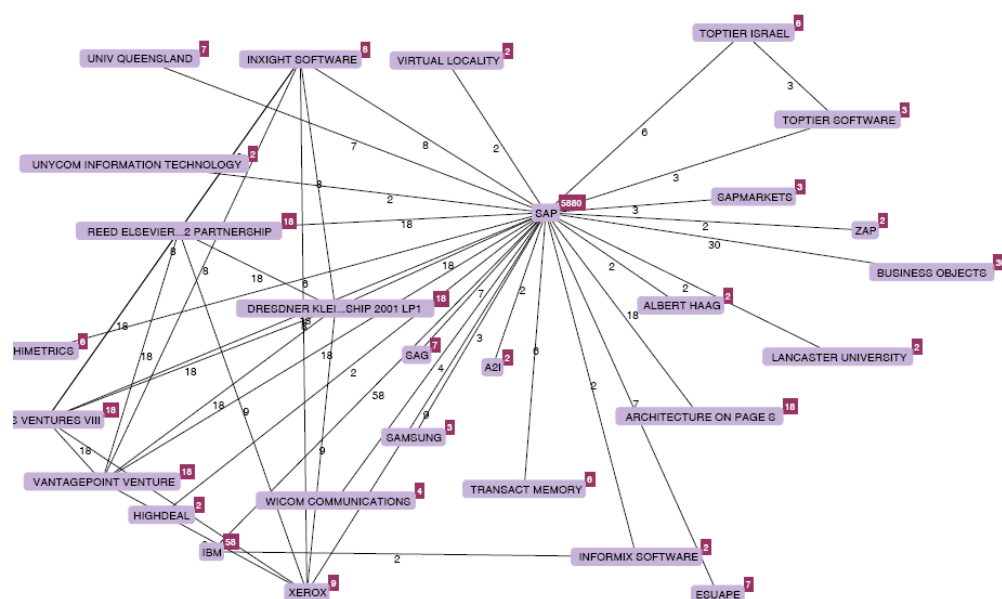 TOPTIER ISRAEL 6
UNIV QUEENSLAND 7
INXIGHT SOFTWARE 8
VIRTUAL LOCALITY 2
3
TOPTIER SOFTWARE 3
6
7
8
2
UNYCOM INFORMATION TECHNOLOGY 2
3
8
2
SAPMARKETS 3
SAP 5880
3
REED ELSEVIER...2 PARTNERSHIP 18
18
2
ZAP 2
30
8
8
18
18
2
BUSINESS OBJECTS
6
7
2
2
DRESDNER KLEI...SHIP 2001 LP1 18
ALBERT HAAG 2
18
18
18
3
HIMETRICS 6
18
18
SAG 7
6
LANCASTER UNIVERSITY 2
A2I 2
18
2
4
2
58
18
9
9
7
S VENTURES VIII 18
ARCHITECTURE ON PAGE S 18
SAMSUNG 3
18
9
VANTAGEPOINT VENTURE 18
TRANSACT MEMORY 6
WICOM COMMUNICATIONS 4
HIGHDEAL 2
IBM 58
2
INFORMIX SOFTWARE 2
XEROX 9
ESUAPE 7